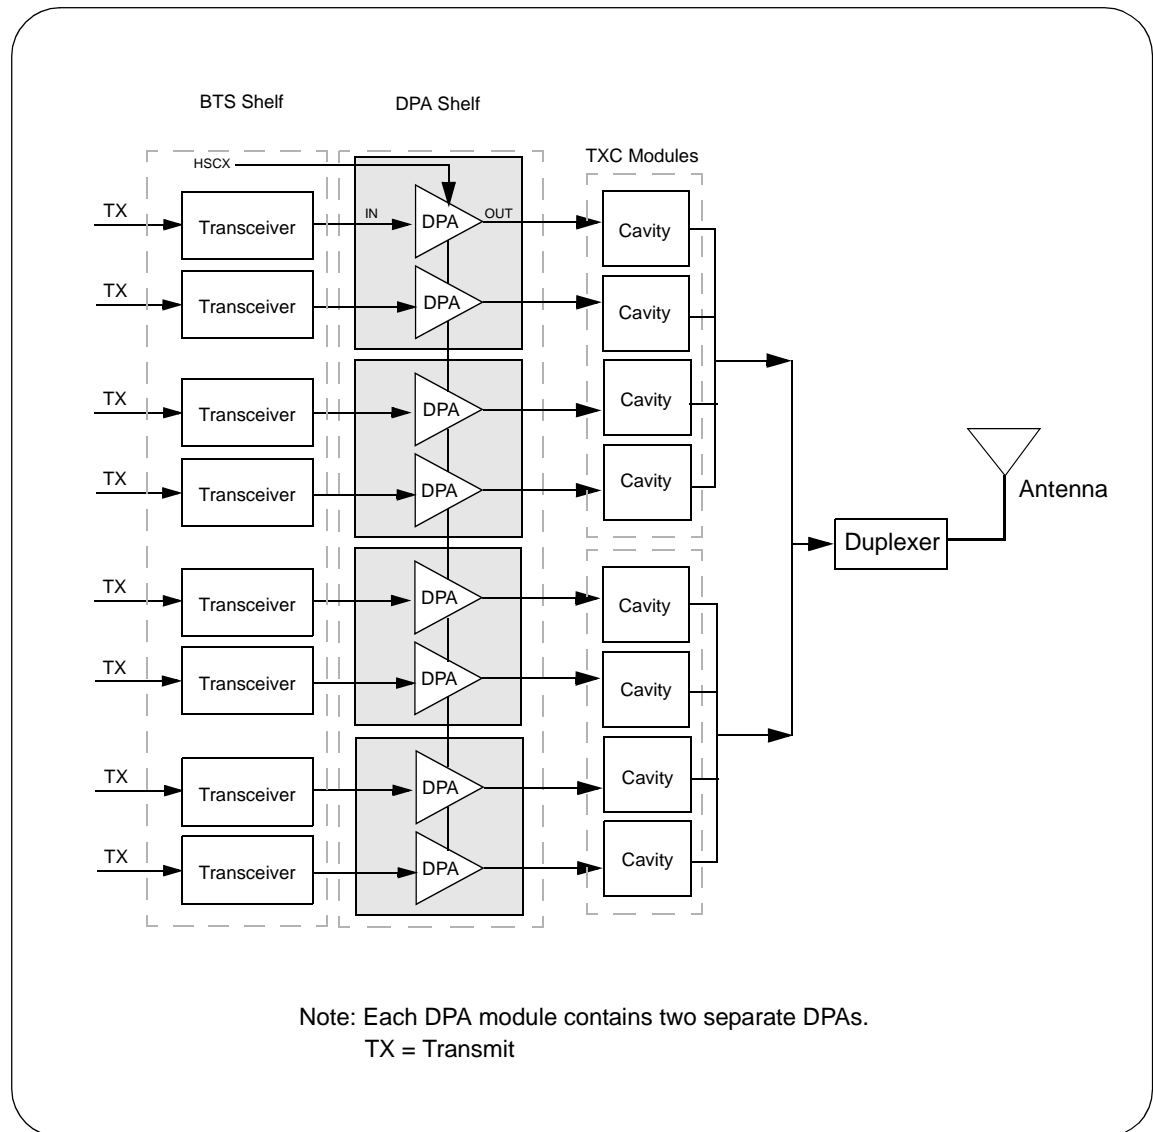 BTS Shelf
DPA Shelf
TXC Modules
HSCX
TX
Transceiver
IN
DPA
OUT
Cavity
TX
Transceiver
DPA
Cavity
TX
Transceiver
DPA
Cavity
TX
Transceiver
DPA
Cavity
Antenna
Duplexer
TX
Transceiver
DPA
Cavity
TX
Transceiver
DPA
Cavity
TX
Transceiver
DPA
Cavity
TX
Transceiver
DPA
Cavity
Note: Each DPA module contains two separate DPAs.
TX = Transmit